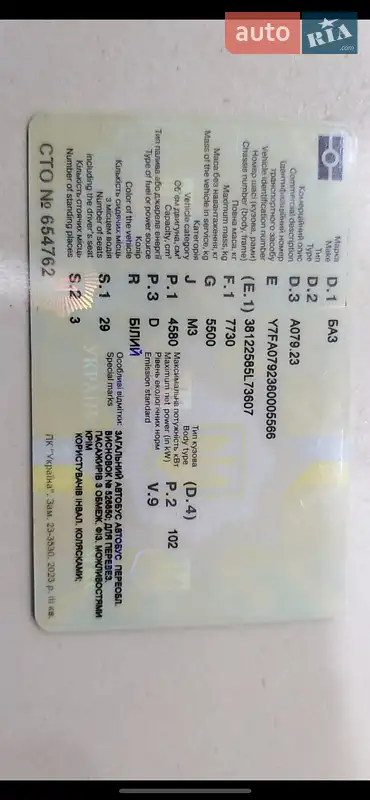 auto RIA .com
Марка
Make D.1 БАЗ
Тип
Type D.2
Комерційний опис
Commercial description D.3 A079.23
Ідентифікаційний номер
транспортного засобу
Vehicle identification number E Y7FA0792380005566
Номер шасі (кузова, рами)
Chassis number (body, frame) (E.1) 38122585L73607
Повна маса, кг
Maximum mass, kg F.1 7730
Маса без навантаження, кг
Mass of the vehicle in service, kg G 5500
Категорія
Vehicle category J M3
Тип кузова
Body type (D.4)
Об'єм двигуна, см³
Capacity, cm³ P.1 4580
Максимальна потужність кВт
Maximum net power (in kW) P.2 102
Тип палива або джерело енергії
Type of fuel or power source P.3 D
Рівень екологічних норм
Emission standard V.9
Колір
Color of the vehicle R БІЛИЙ
Кількість сидячих місць
з місцем водія
Number of seats
including the driver's seat S.1 29
Кількість стоячих місць
Number of standing places S.2 3
Особливі відмітки:
Special marks
ЗАГАЛЬНИЙ АВТОБУС АВТОБУС ПЕРЕОБЛ.
ВИСНОВОК № 528850; ДЛЯ ПЕРЕВЕЗ.
ПАСАЖИРІВ З ОБМЕЖ. ФІЗ. МОЖЛИВОСТЯМИ
КРІМ
КОРИСТУВАЧІВ ІНВАЛ. КОЛЯСКАМИ;
СТО № 654762
ПК "Україна". Зам. 23-3530. 2023 р. III кв.